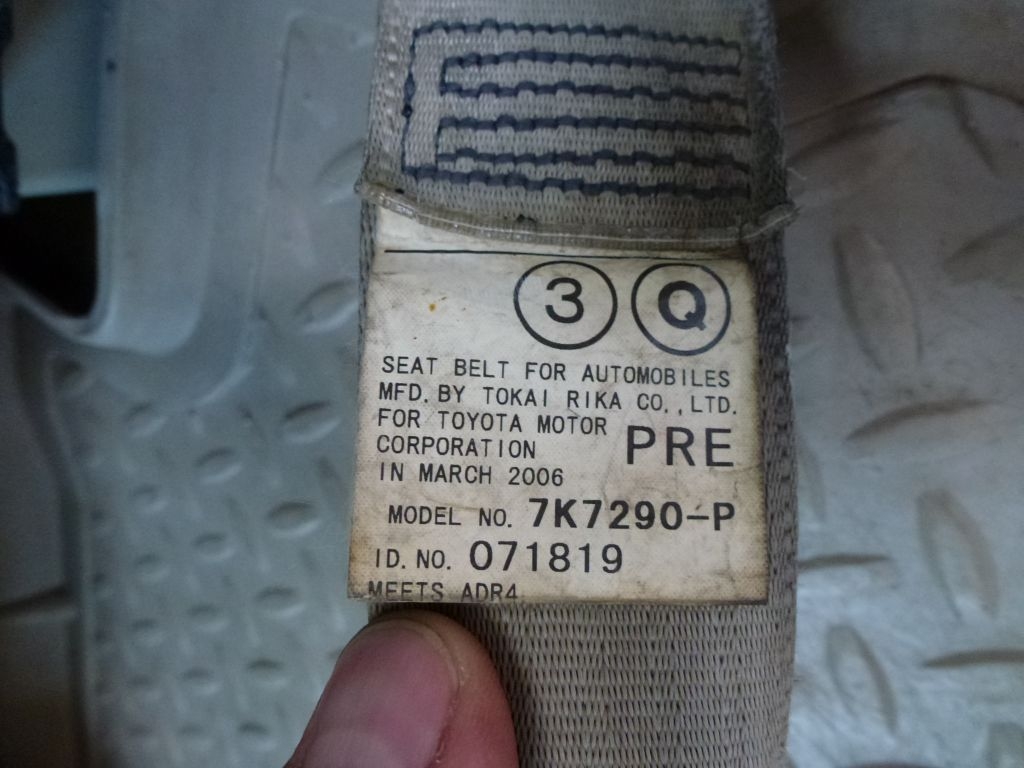 3 Q
SEAT BELT FOR AUTOMOBILES
MFD. BY TOKAI RIKA CO., LTD.
FOR TOYOTA MOTOR
CORPORATION PRE
IN MARCH 2006
MODEL NO. 7K7290-P
ID. NO. 071819
MEETS ADR4